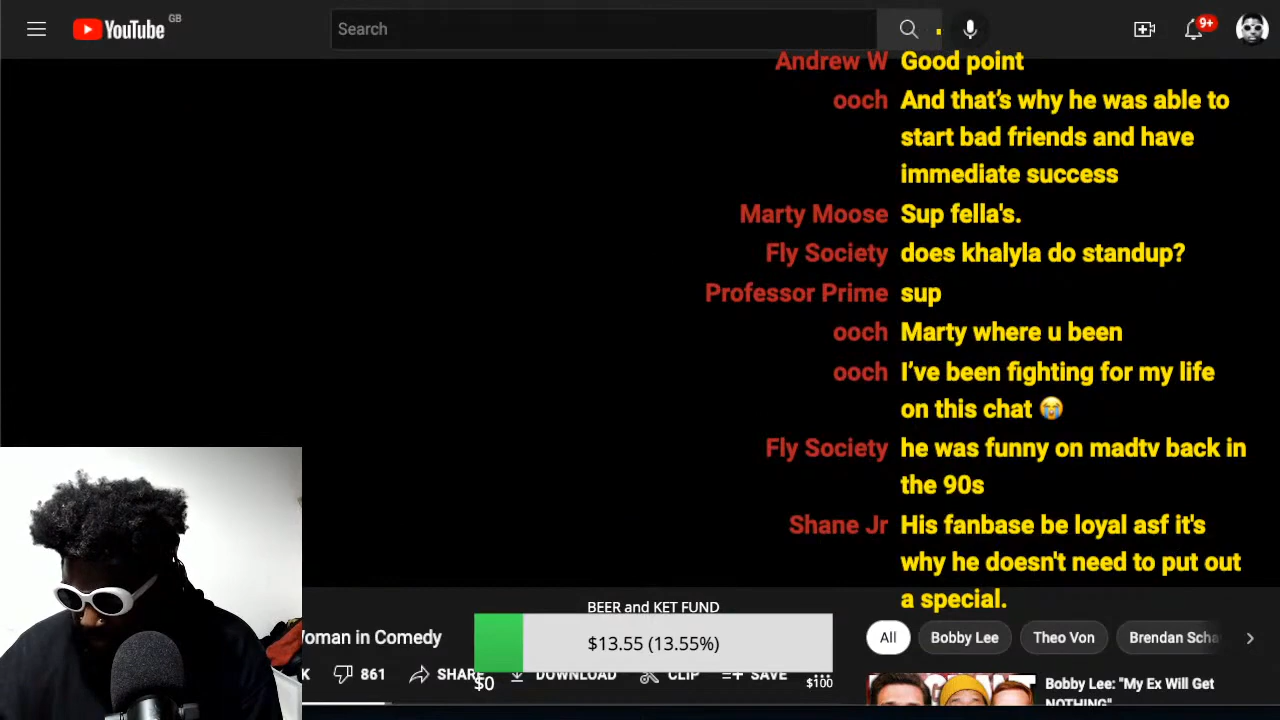 YouTube GB
Search
9+
Andrew W Good point
ooch And that's why he was able to
start bad friends and have
immediate success
Marty Moose Sup fella's.
Fly Society does khalyla do standup?
Professor Prime sup
ooch Marty where u been
ooch I've been fighting for my life
on this chat 😭
Fly Society he was funny on madtv back in
the 90s
Shane Jr His fanbase be loyal asf it's
why he doesn't need to put out
a special.
BEER and KET FUND
$13.55 (13.55%)
$0
$100
Woman in Comedy
K 861 SHARE DOWNLOAD CLIP SAVE
All Bobby Lee Theo Von Brendan Scha
Bobby Lee: "My Ex Will Get
NOTHING"